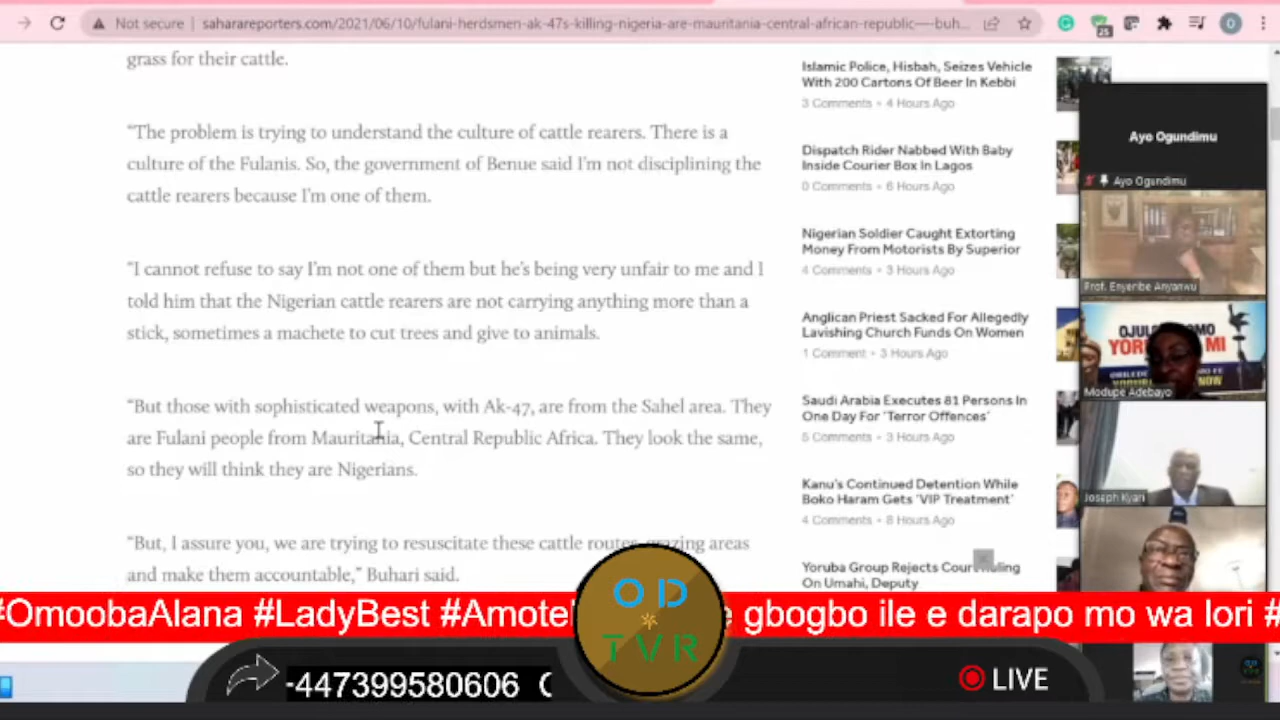 Not secure
saharareporters.com/2021/06/10/fulani-herdsmen-ak-47s-killing-nigeria-are-mauritania-central-african-republic-—-buh...
25
O
grass for their cattle.
“The problem is trying to understand the culture of cattle rearers. There is a
culture of the Fulanis. So, the government of Benue said I’m not disciplining the
cattle rearers because I’m one of them.
“I cannot refuse to say I’m not one of them but he’s being very unfair to me and I
told him that the Nigerian cattle rearers are not carrying anything more than a
stick, sometimes a machete to cut trees and give to animals.
“But those with sophisticated weapons, with Ak-47, are from the Sahel area. They
are Fulani people from Mauritania, Central Republic Africa. They look the same,
so they will think they are Nigerians.
“But, I assure you, we are trying to resuscitate these cattle routes, grazing areas
and make them accountable,” Buhari said.
Islamic Police, Hisbah, Seizes Vehicle
With 200 Cartons Of Beer In Kebbi
3 Comments • 4 Hours Ago
Dispatch Rider Nabbed With Baby
Inside Courier Box In Lagos
0 Comments • 6 Hours Ago
Nigerian Soldier Caught Extorting
Money From Motorists By Superior
4 Comments • 3 Hours Ago
Anglican Priest Sacked For Allegedly
Lavishing Church Funds On Women
1 Comment • 3 Hours Ago
Saudi Arabia Executes 81 Persons In
One Day For ‘Terror Offences’
5 Comments • 3 Hours Ago
Kanu’s Continued Detention While
Boko Haram Gets ‘VIP Treatment’
4 Comments • 8 Hours Ago
Yoruba Group Rejects Court Ruling
On Umahi, Deputy
Ayo Ogundimu
Ayo Ogundimu
Prof. Enyeribe Anyanwu
YOR MI
NOW
Modupe Adebayo
Joseph Kyari
#OmoobaAlana #LadyBest #Amote
e gbogbo ile e darapo mo wa lori #
OD
TVR
-447399580606
LIVE